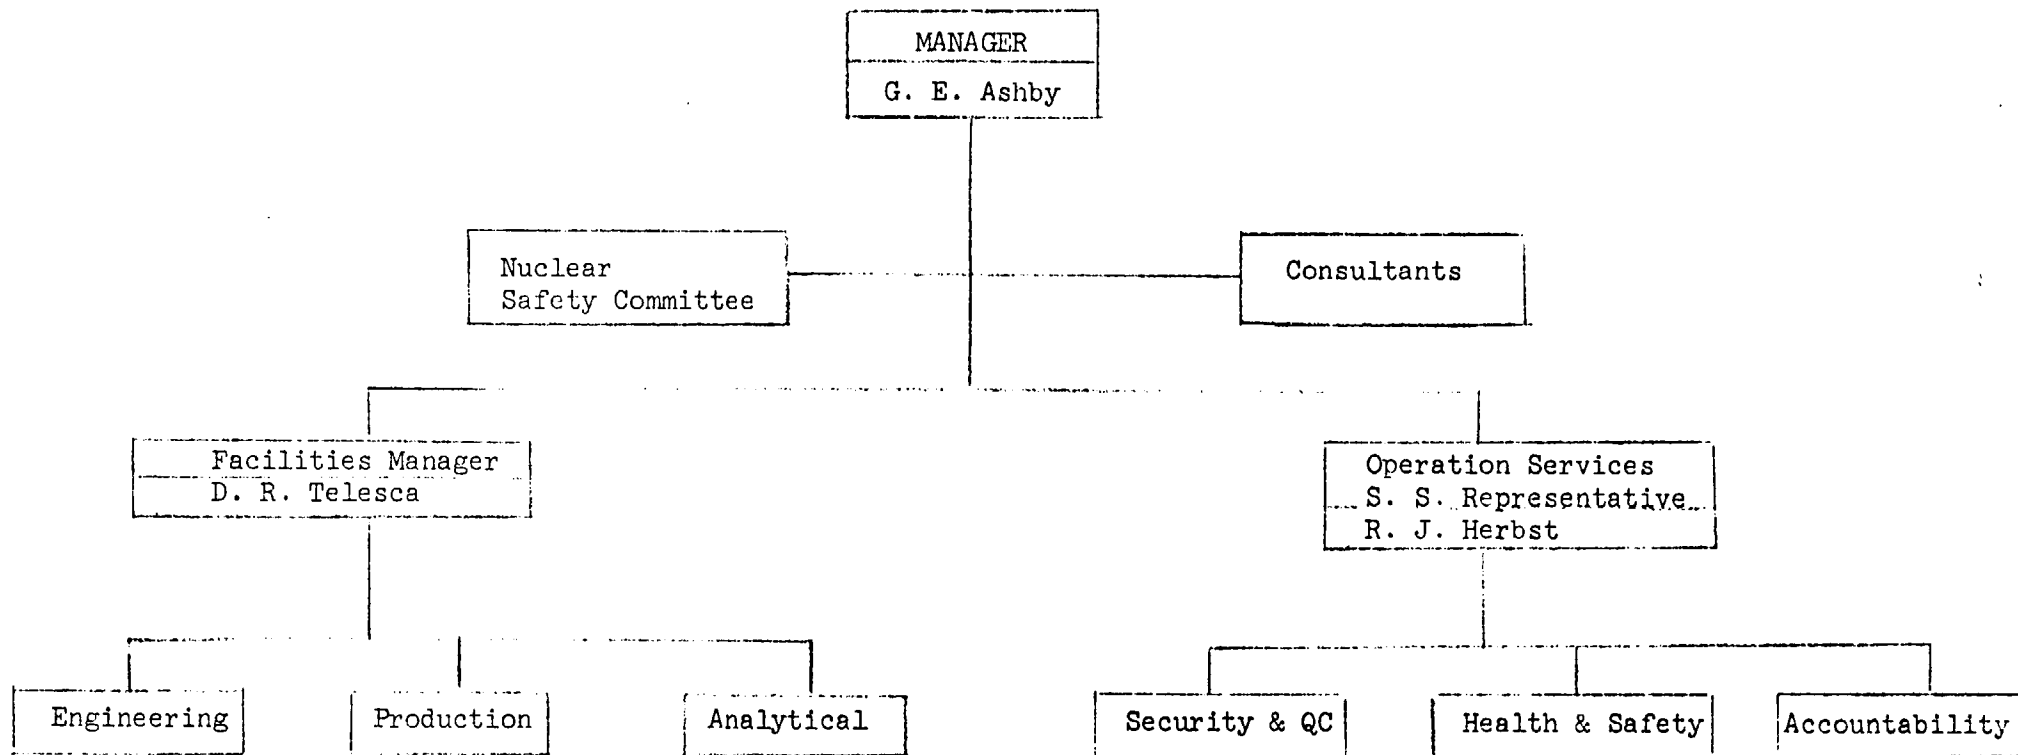 MANAGER
G. E. Ashby
Nuclear
Safety Committee
Consultants
Facilities Manager
D. R. Telesca
Operation Services
S. S. Representative
R. J. Herbst
Engineering
Production
Analytical
Security & QC
Health & Safety
Accountability